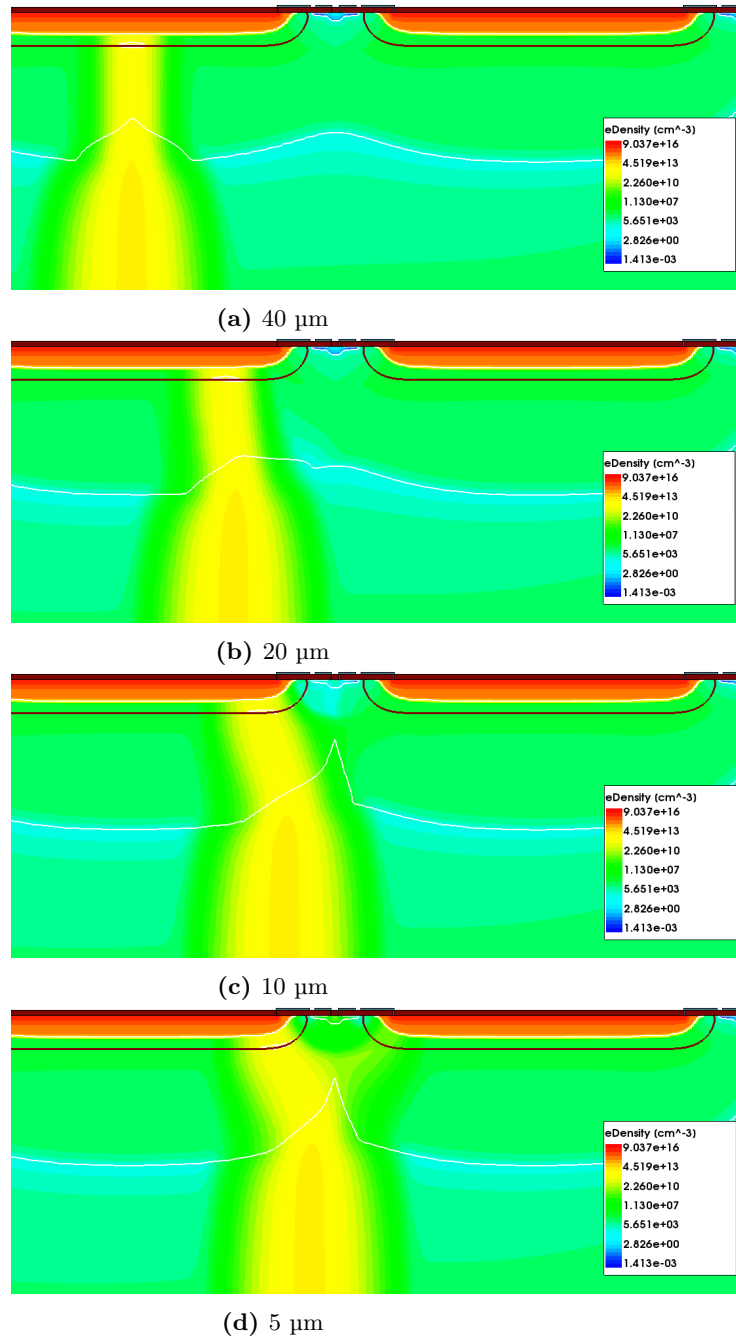 eDensity (cm^-3)
9.037e+16
4.519e+13
2.260e+10
1.130e+07
5.651e+03
2.826e+00
1.413e-03
(a) 40 µm
eDensity (cm^-3)
9.037e+16
4.519e+13
2.260e+10
1.130e+07
5.651e+03
2.826e+00
1.413e-03
(b) 20 µm
eDensity (cm^-3)
9.037e+16
4.519e+13
2.260e+10
1.130e+07
5.651e+03
2.826e+00
1.413e-03
(c) 10 µm
eDensity (cm^-3)
9.037e+16
4.519e+13
2.260e+10
1.130e+07
5.651e+03
2.826e+00
1.413e-03
(d) 5 µm